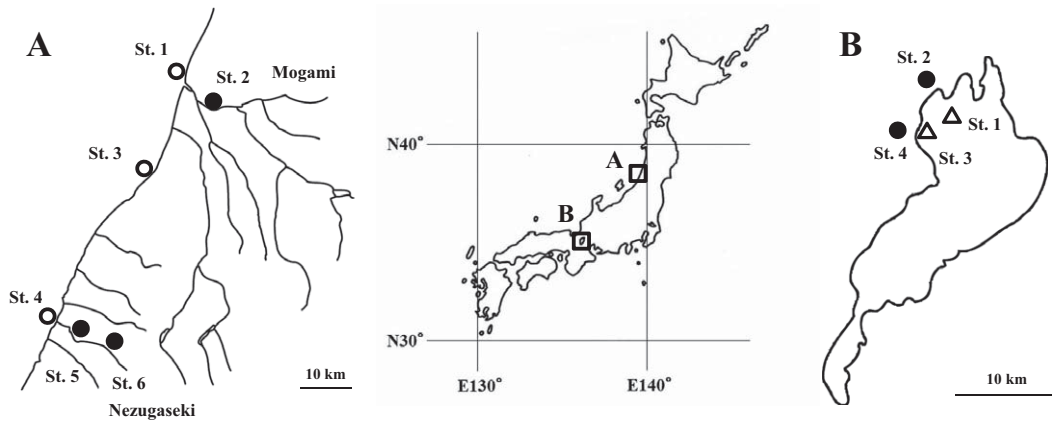 A
St. 1
St. 2
Mogami
St. 3
St. 4
St. 5
St. 6
Nezugaseki
10 km
N40°
A
B
N30°
E130°
E140°
B
St. 2
St. 1
St. 4
St. 3
10 km